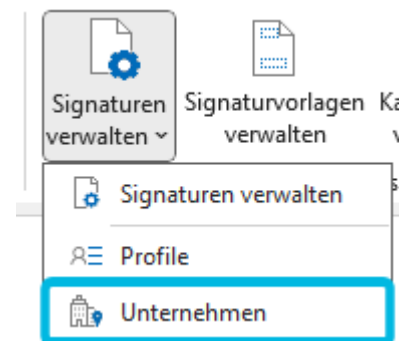 Signaturen
verwalten
Signaturvorlagen
verwalten
Signaturen verwalten
Profile
Unternehmen